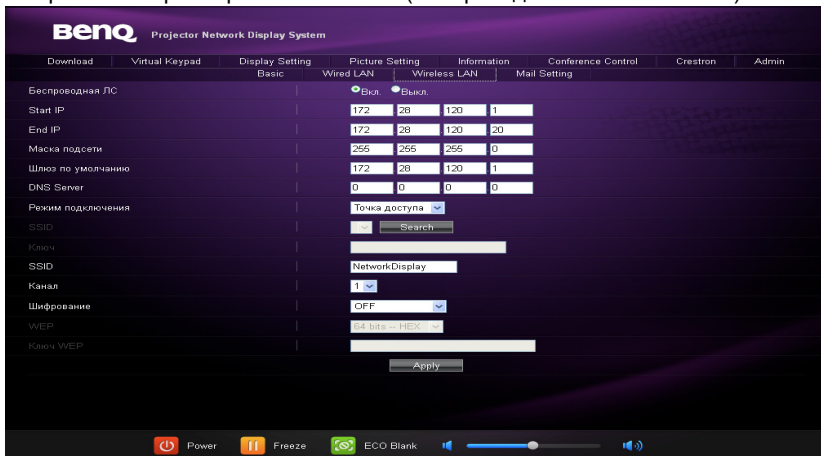 BenQ Projector Network Display System
Download Virtual Keypad Display Setting Picture Setting Information Conference Control Crestron Admin
Basic Wired LAN Wireless LAN Mail Setting
Беспроводная ЛС Вкл. Выкл.
Start IP 172 . 28 . 120 . 1
End IP 172 . 28 . 120 . 20
Маска подсети 255 . 255 . 255 . 0
Шлюз по умолчанию 172 . 28 . 120 . 1
DNS Server 0 . 0 . 0 . 0
Режим подключения Точка доступа
SSID Search
Ключ
SSID NetworkDisplay
Канал 1
Шифрование OFF
WEP 64 bits -- HEX
Ключ WEP
Apply
Power Freeze ECO Blank